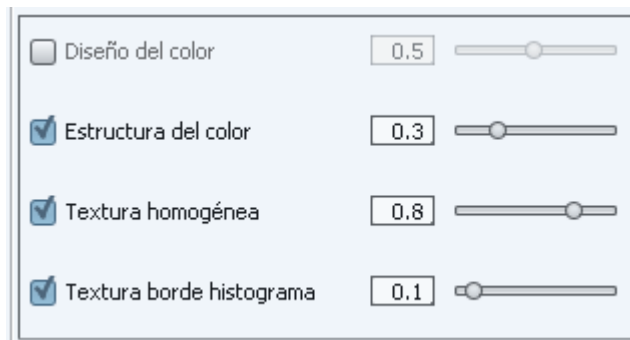 Diseño del color 0.5
Estructura del color 0.3
Textura homogénea 0.8
Textura borde histograma 0.1